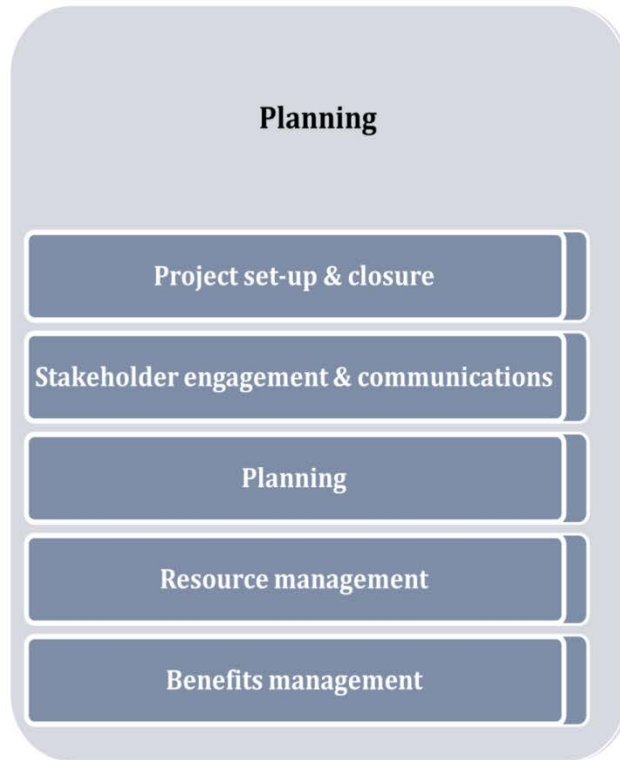 Planning
Project set-up & closure
Stakeholder engagement & communications
Planning
Resource management
Benefits management